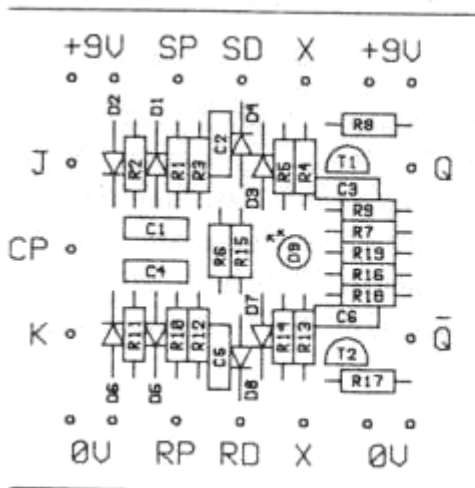 +9V SP SD X +9V
D2 D1 C2 D4 R8
J R2 R1 R3 D3 R5 R4 T1 Q
C3
R9
C1 R7
CP R6 R15 D9 R19
C4 R16
R18
D7 C6
K R11 R10 R12 C5 R14 R13 T2 Q̅
D6 D8 R17
0V RP RD X 0V